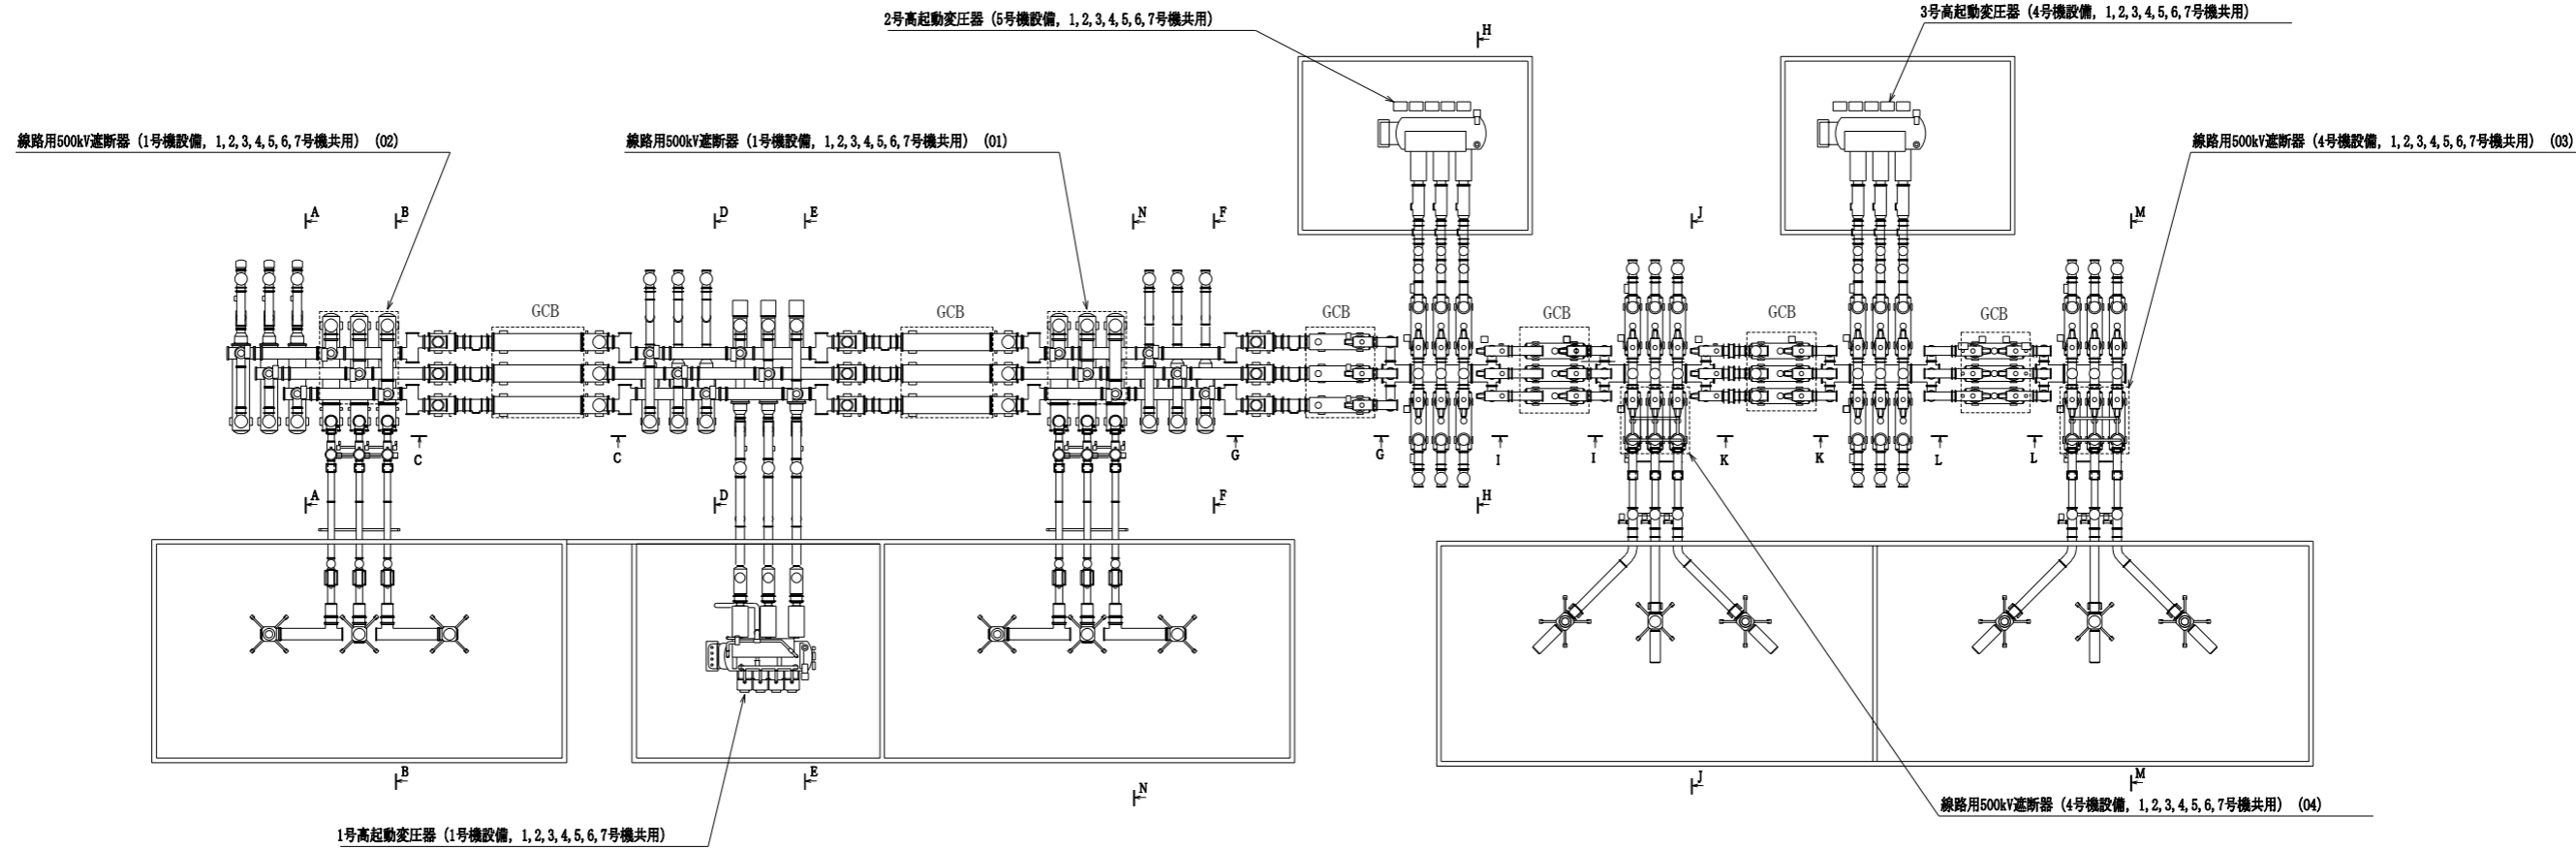 3号高起動変圧器 (4号機設備, 1,2,3,4,5,6,7号機共用)
2号高起動変圧器 (5号機設備, 1,2,3,4,5,6,7号機共用)
H
線路用500kV遮断器 (1号機設備, 1,2,3,4,5,6,7号機共用) (02)
線路用500kV遮断器 (1号機設備, 1,2,3,4,5,6,7号機共用) (01)
線路用500kV遮断器 (4号機設備, 1,2,3,4,5,6,7号機共用) (03)
A
B
D
E
N
F
J
M
GCB
GCB
GCB
GCB
GCB
GCB
C
C
G
G
I
I
K
K
L
L
A
D
F
H
B
E
N
J
M
線路用500kV遮断器 (4号機設備, 1,2,3,4,5,6,7号機共用) (04)
1号高起動変圧器 (1号機設備, 1,2,3,4,5,6,7号機共用)